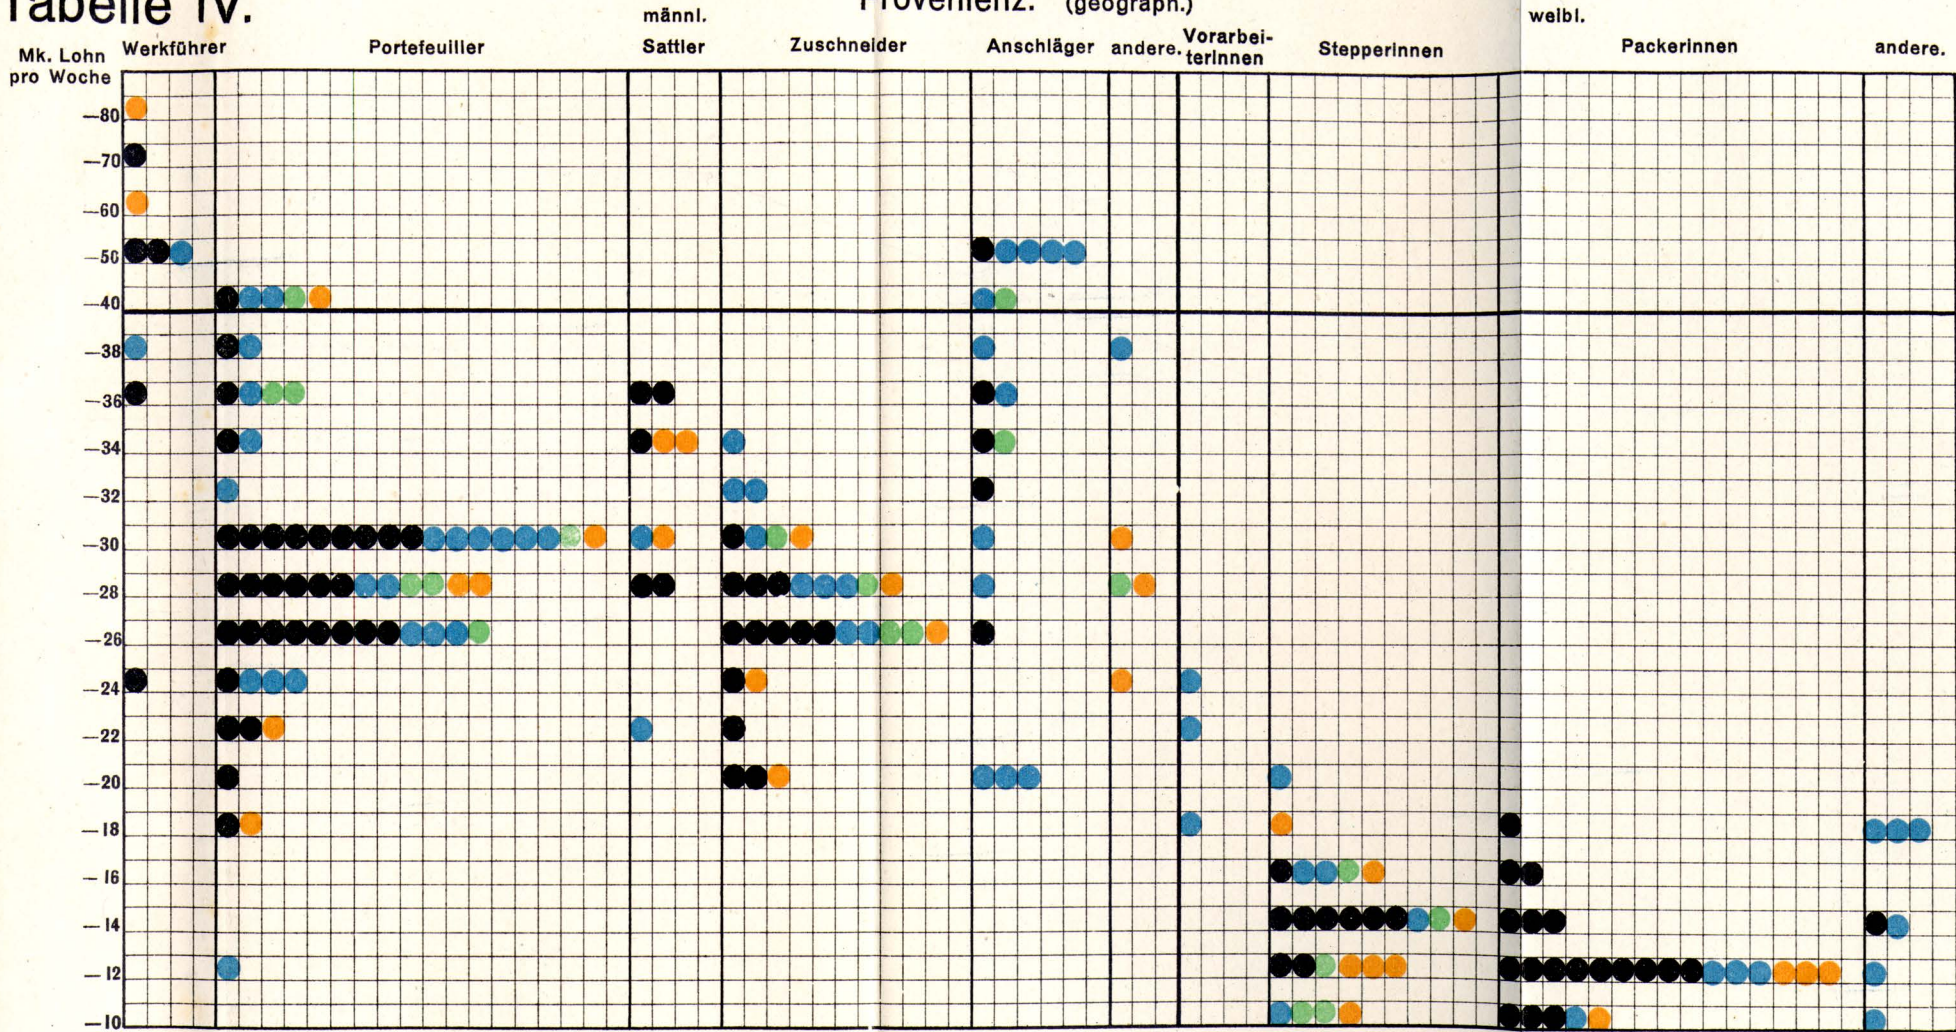 Tabelle IV.
Provenienz. (geograph.)
männl.
weibl.
Mk. Lohn
pro Woche
Werkführer
Portefeuiller
Sattler
Zuschneider
Anschläger
andere.
Vorarbei-
terinnen
Stepperinnen
Packerinnen
andere.
—80
—70
—60
—50
—40
—38
—36
—34
—32
—30
—28
—26
—24
—22
—20
—18
—16
—14
—12
—10